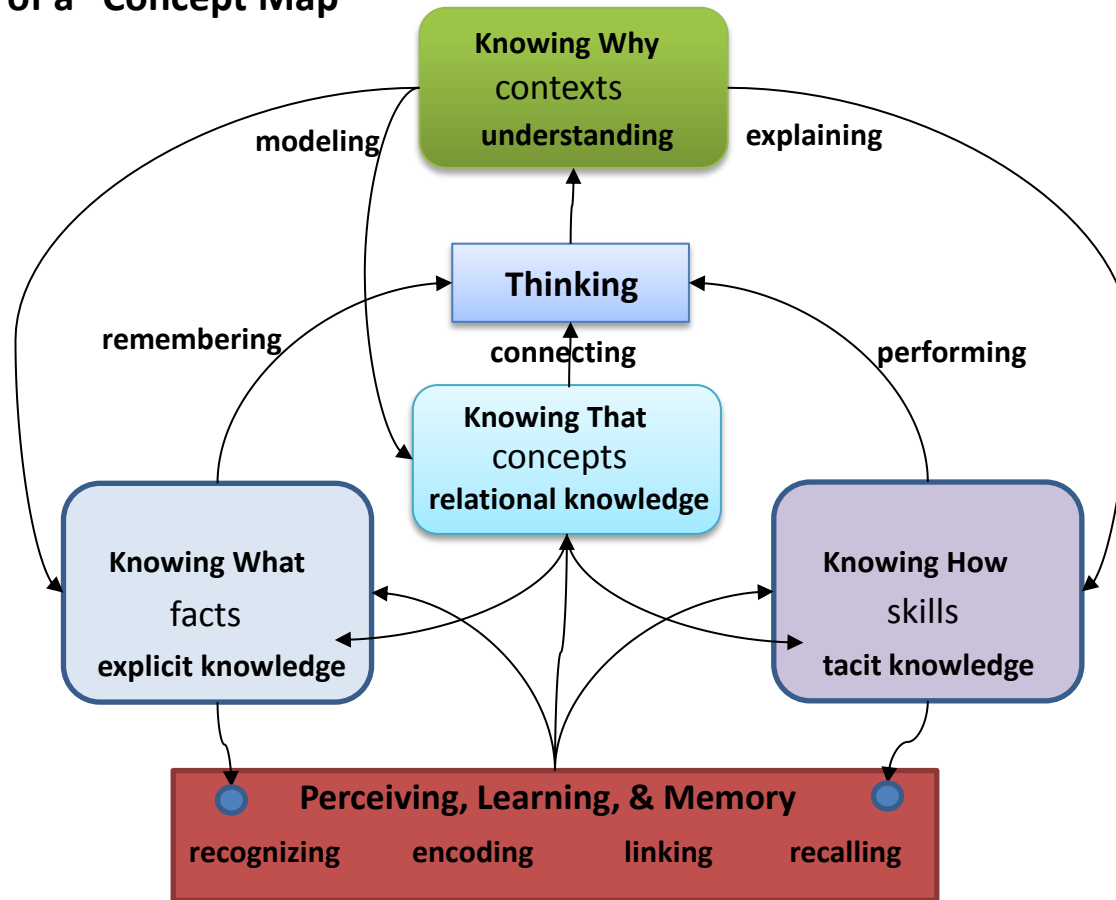 of a "Concept Map"
Knowing Why
contexts
understanding
modeling
explaining
Thinking
remembering
connecting
performing
Knowing That
concepts
relational knowledge
Knowing What
facts
explicit knowledge
Knowing How
skills
tacit knowledge
Perceiving, Learning, & Memory
recognizing encoding linking recalling